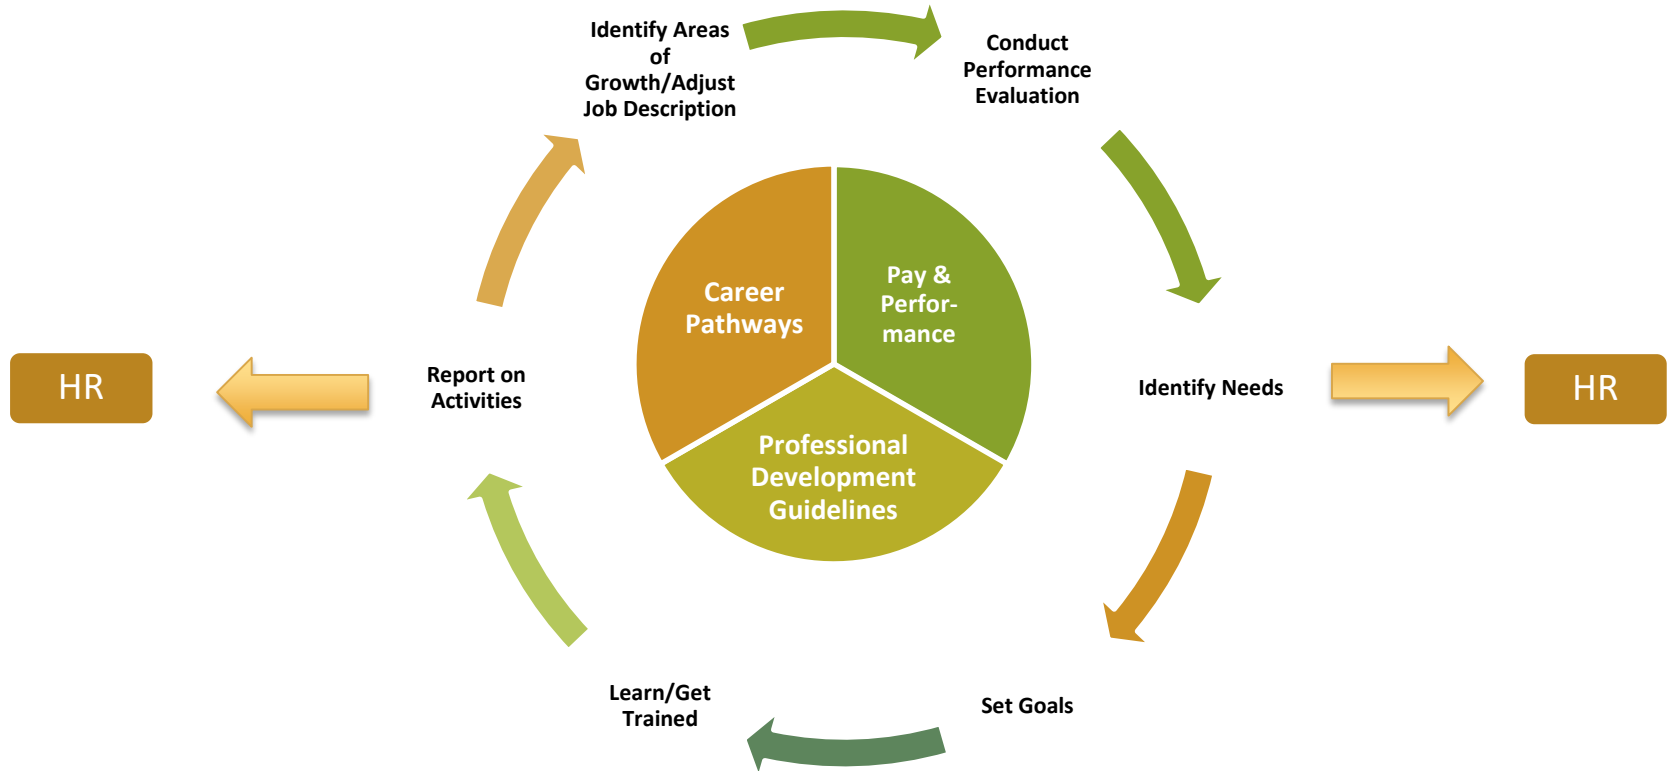 Identify Areas
of
Growth/Adjust
Job Description
Conduct
Performance
Evaluation
Career
Pathways
Pay &
Perfor-
mance
HR
Report on
Activities
Identify Needs
HR
Professional
Development
Guidelines
Learn/Get
Trained
Set Goals